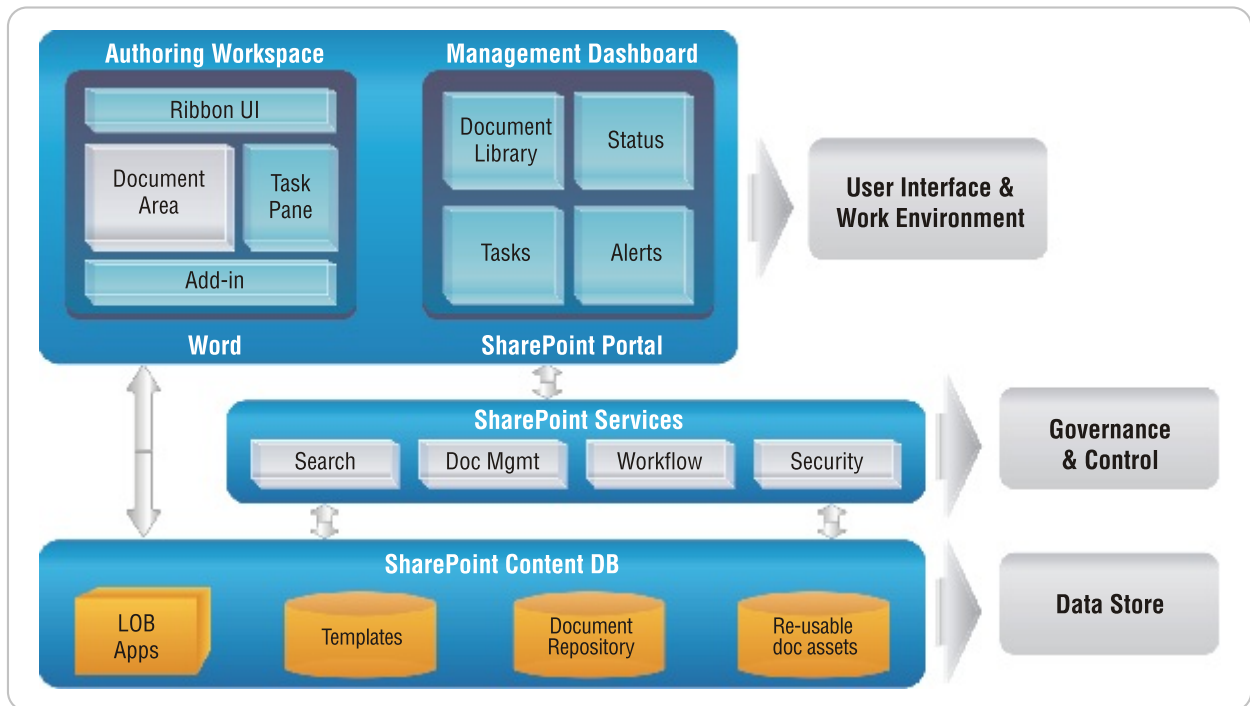 Authoring Workspace
Ribbon UI
Document
Area
Task
Pane
Add-in
Word
Management Dashboard
Document
Library
Status
Tasks
Alerts
SharePoint Portal
User Interface &
Work Environment
SharePoint Services
Search
Doc Mgmt
Workflow
Security
Governance
& Control
SharePoint Content DB
LOB
Apps
Templates
Document
Repository
Re-usable
doc assets
Data Store